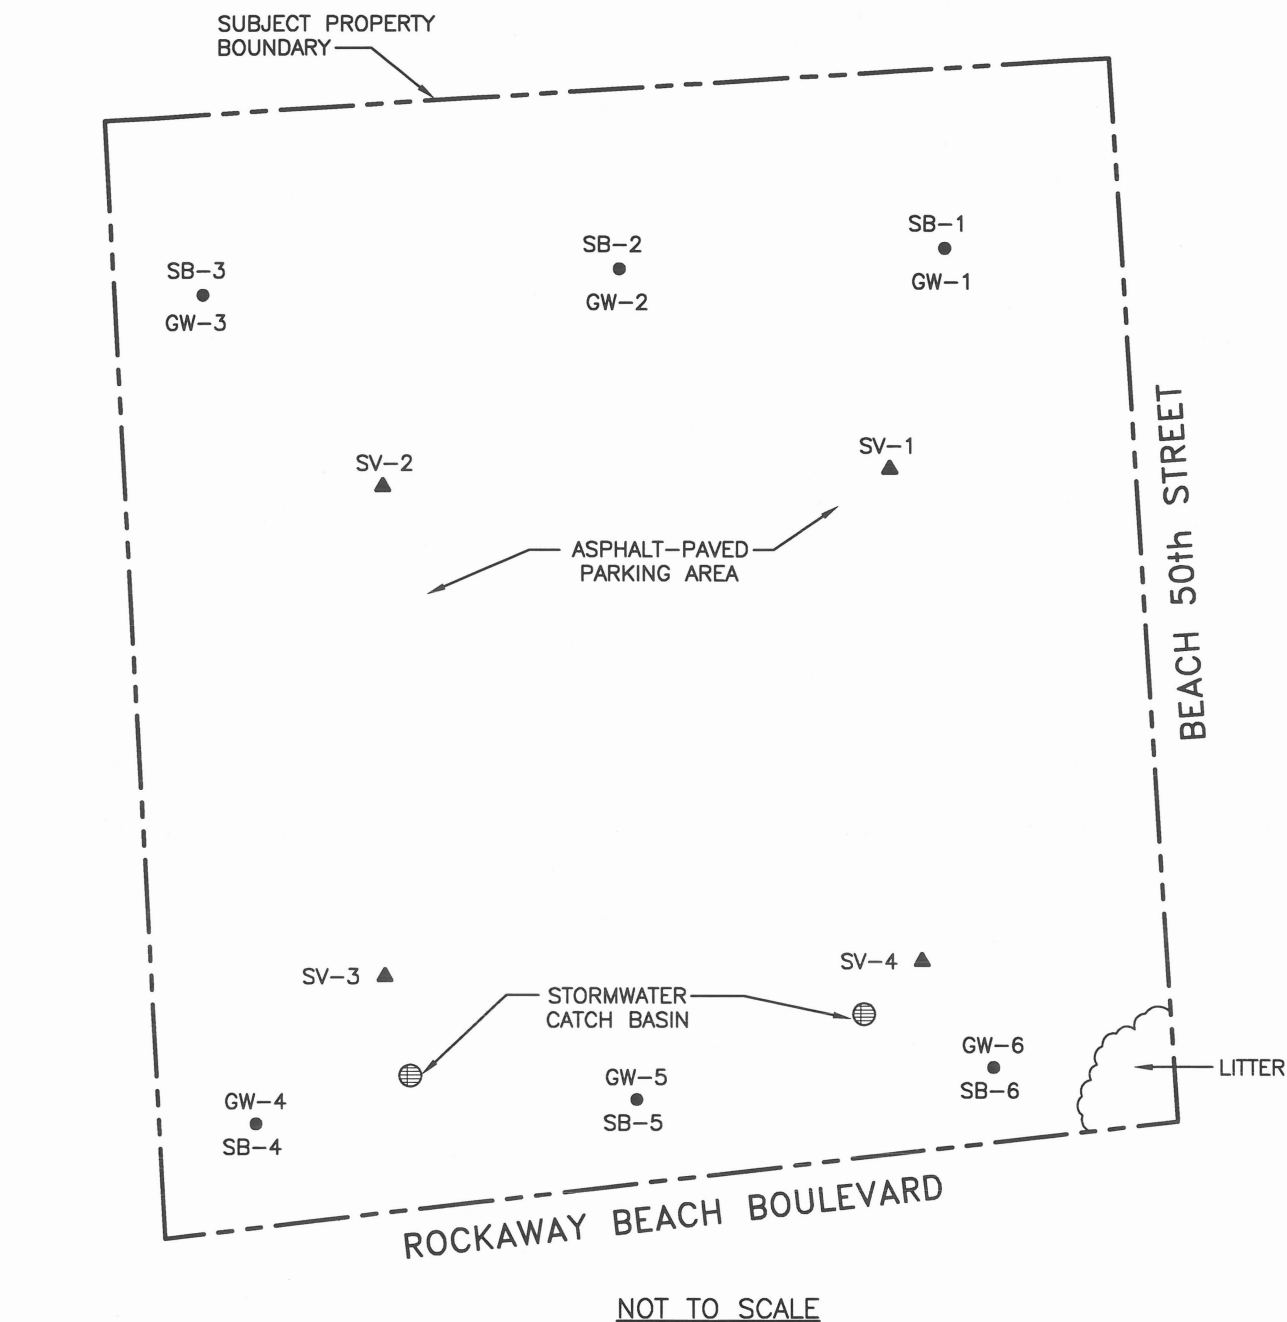 SUBJECT PROPERTY
BOUNDARY
SB-1
GW-1
SB-2
GW-2
SB-3
GW-3
SV-2
SV-1
ASPHALT-PAVED
PARKING AREA
BEACH 50th STREET
SV-3
SV-4
STORMWATER
CATCH BASIN
GW-6
SB-6
LITTER
GW-5
SB-5
GW-4
SB-4
ROCKAWAY BEACH BOULEVARD
NOT TO SCALE